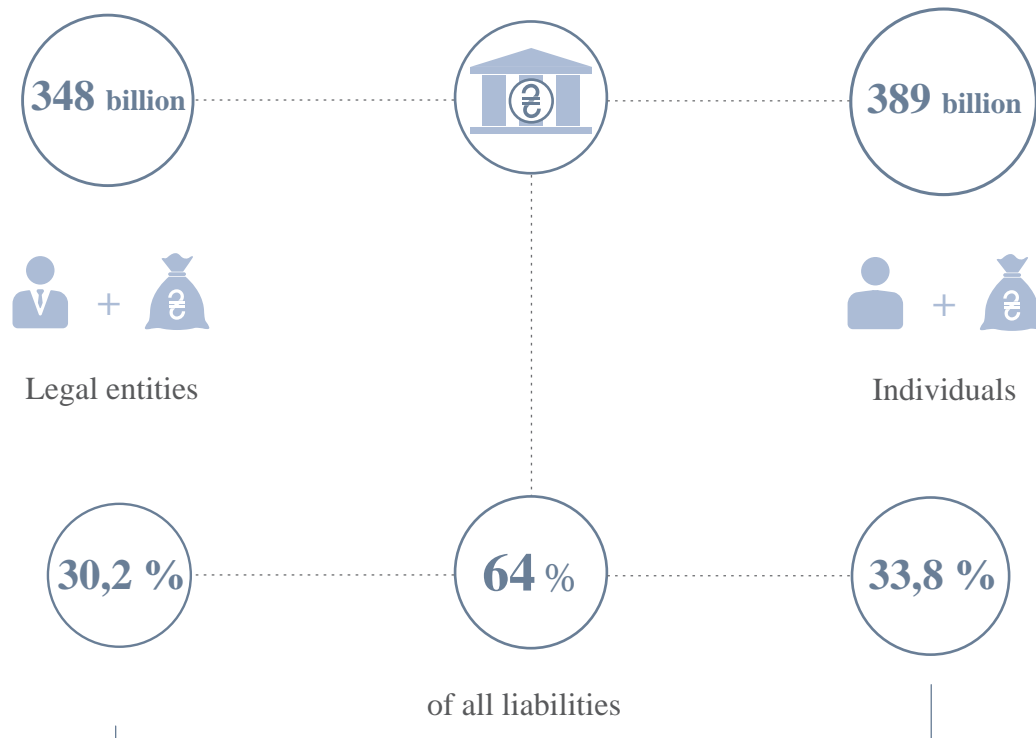 348 billion
₴
389 billion
+ ₴
+ ₴
Legal entities
Individuals
30,2 %
64 %
33,8 %
of all liabilities